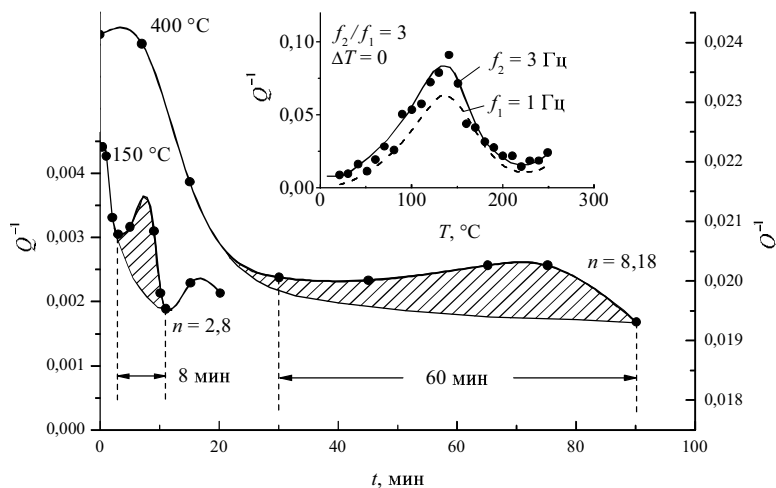 400 °C
150 °C
f₂/f₁ = 3
ΔT = 0
f₂ = 3 Гц
f₁ = 1 Гц
0,10
0,05
0,00
Q⁻¹
0
100
200
300
T, °C
0,004
0,003
0,002
0,001
0,000
Q⁻¹
n = 2,8
n = 8,18
8 мин
60 мин
0,024
0,023
0,022
0,021
0,020
0,019
0,018
Q⁻¹
0
20
40
60
80
100
t, мин